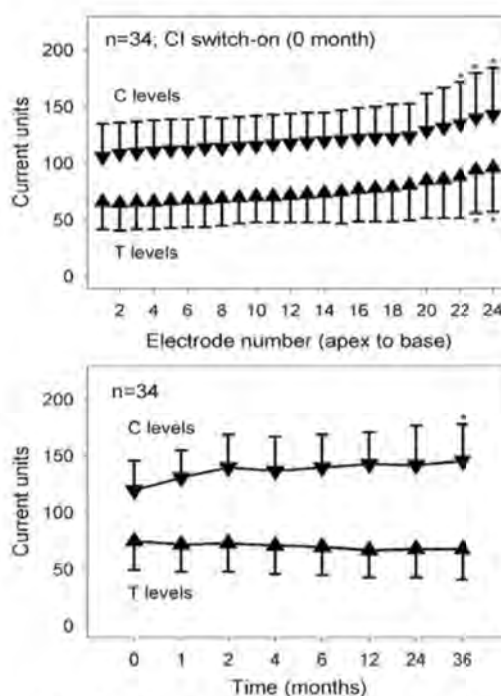 n=34; CI switch-on (0 month)
C levels
T levels
Current units
200
150
100
50
0
2 4 6 8 10 12 14 16 18 20 22 24
Electrode number (apex to base)
* * *
* *
n=34
C levels
T levels
Current units
200
150
100
50
0
*
0 1 2 4 6 12 24 36
Time (months)